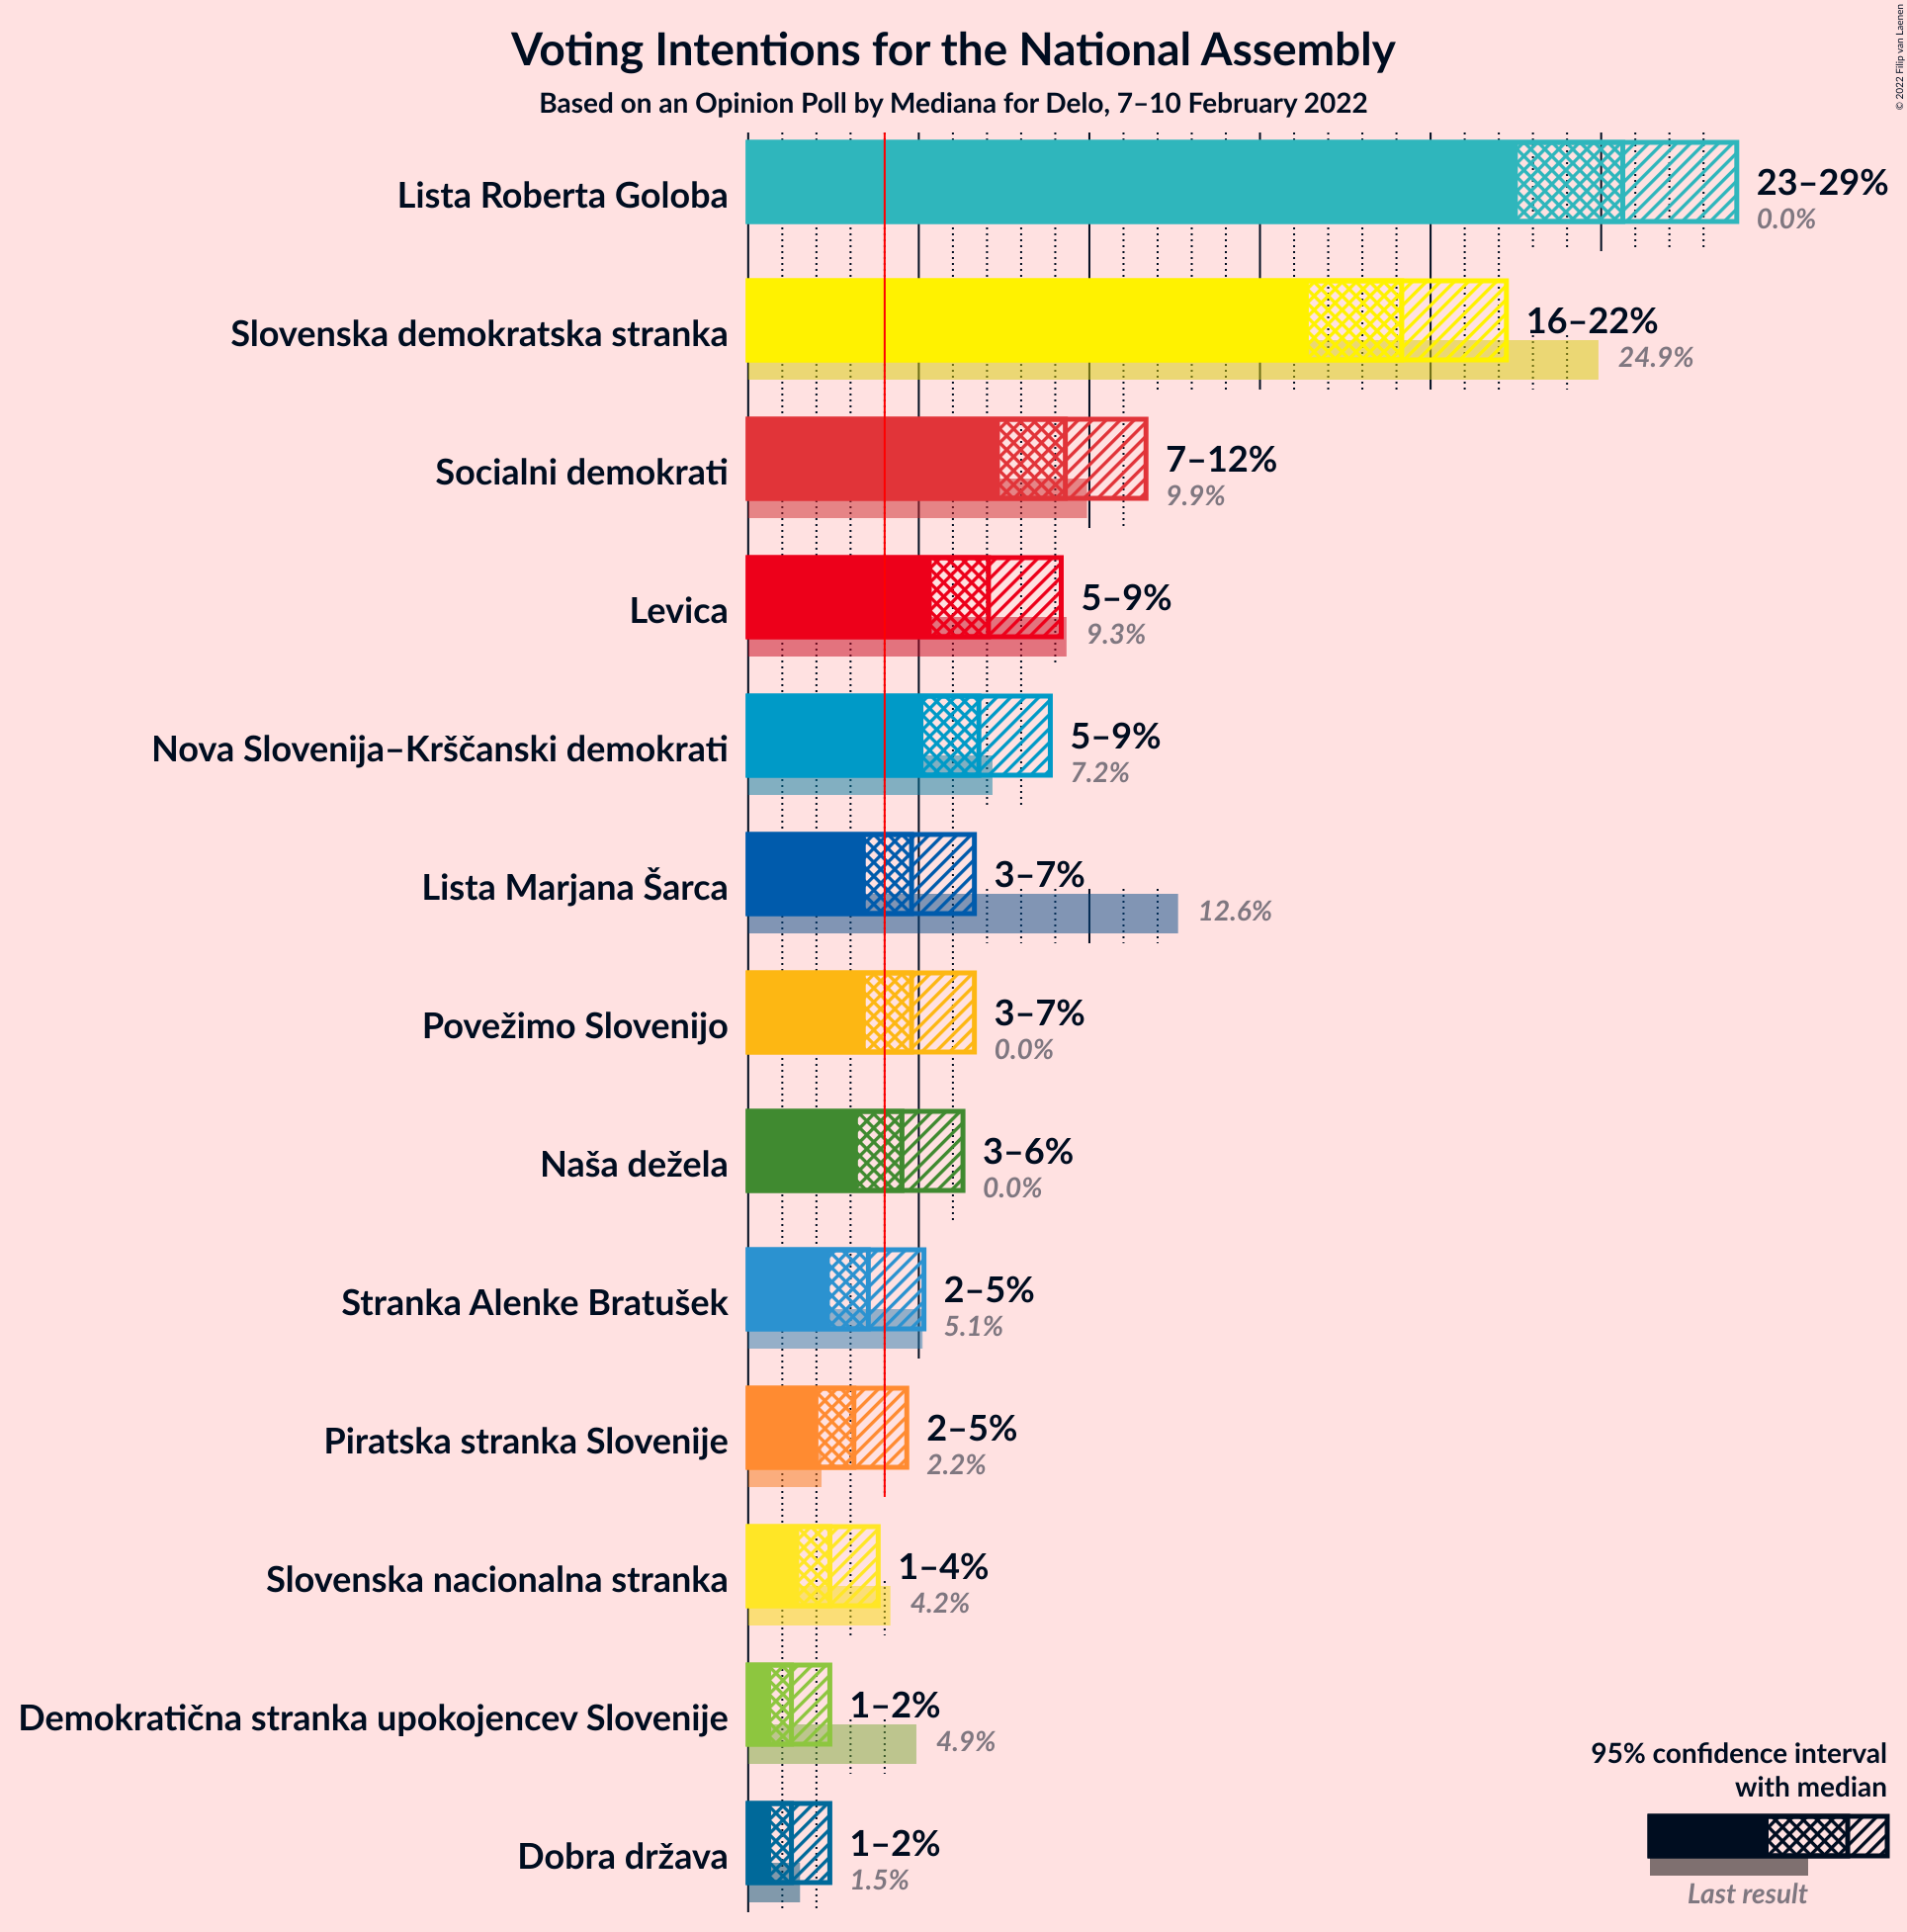 Voting Intentions for the National Assembly
Based on an Opinion Poll by Mediana for Delo, 7–10 February 2022
© 2022 Filip van Laenen
Lista Roberta Goloba
23–29%
0.0%
Slovenska demokratska stranka
16–22%
24.9%
Socialni demokrati
7–12%
9.9%
Levica
5–9%
9.3%
Nova Slovenija–Krščanski demokrati
5–9%
7.2%
Lista Marjana Šarca
3–7%
12.6%
Povežimo Slovenijo
3–7%
0.0%
Naša dežela
3–6%
0.0%
Stranka Alenke Bratušek
2–5%
5.1%
Piratska stranka Slovenije
2–5%
2.2%
Slovenska nacionalna stranka
1–4%
4.2%
Demokratična stranka upokojencev Slovenije
1–2%
4.9%
Dobra država
1–2%
1.5%
95% confidence interval
with median
Last result